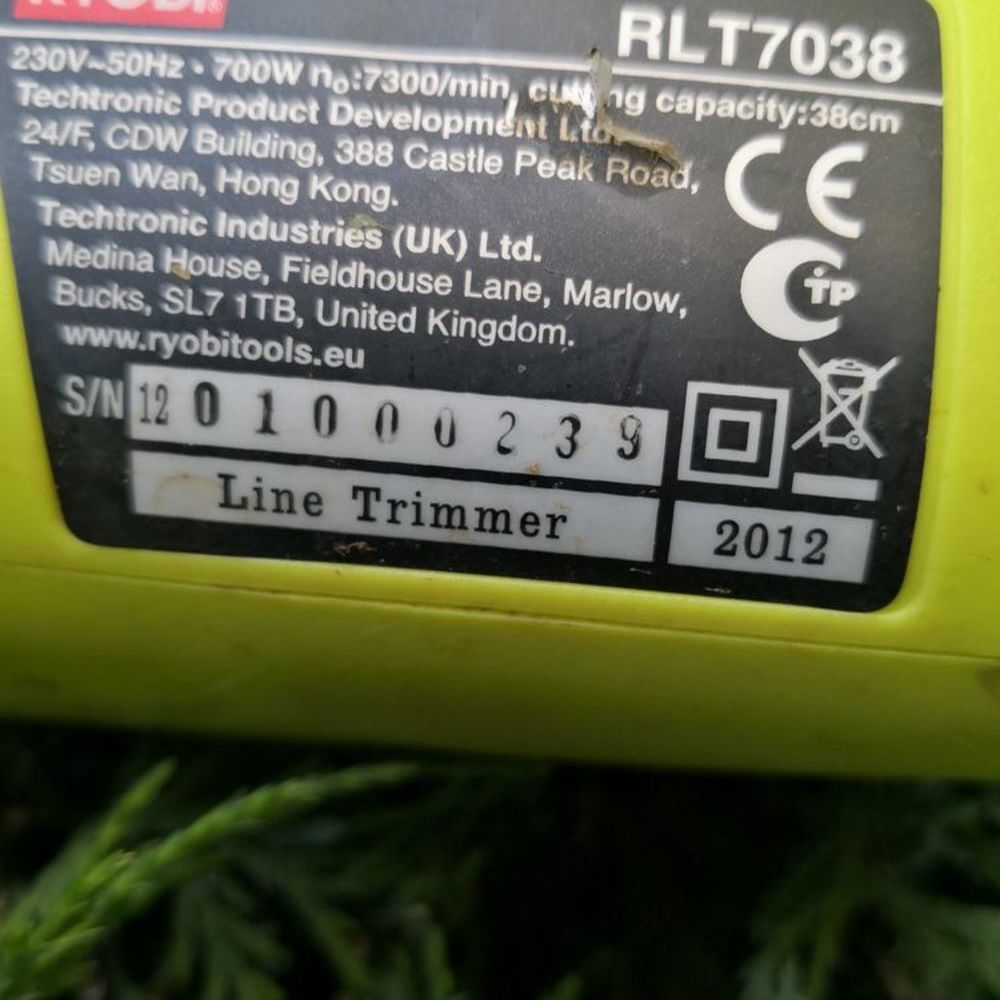 RYOBI®
RLT7038
230V~50Hz • 700W no:7300/min, cutting capacity:38cm
Techtronic Product Development Ltd.
24/F, CDW Building, 388 Castle Peak Road,
Tsuen Wan, Hong Kong.
Techtronic Industries (UK) Ltd.
Medina House, Fieldhouse Lane, Marlow,
Bucks, SL7 1TB, United Kingdom.
www.ryobitools.eu
CE
TP
S/N 12 0 1 0 0 0 2 3 9
Line Trimmer
2012